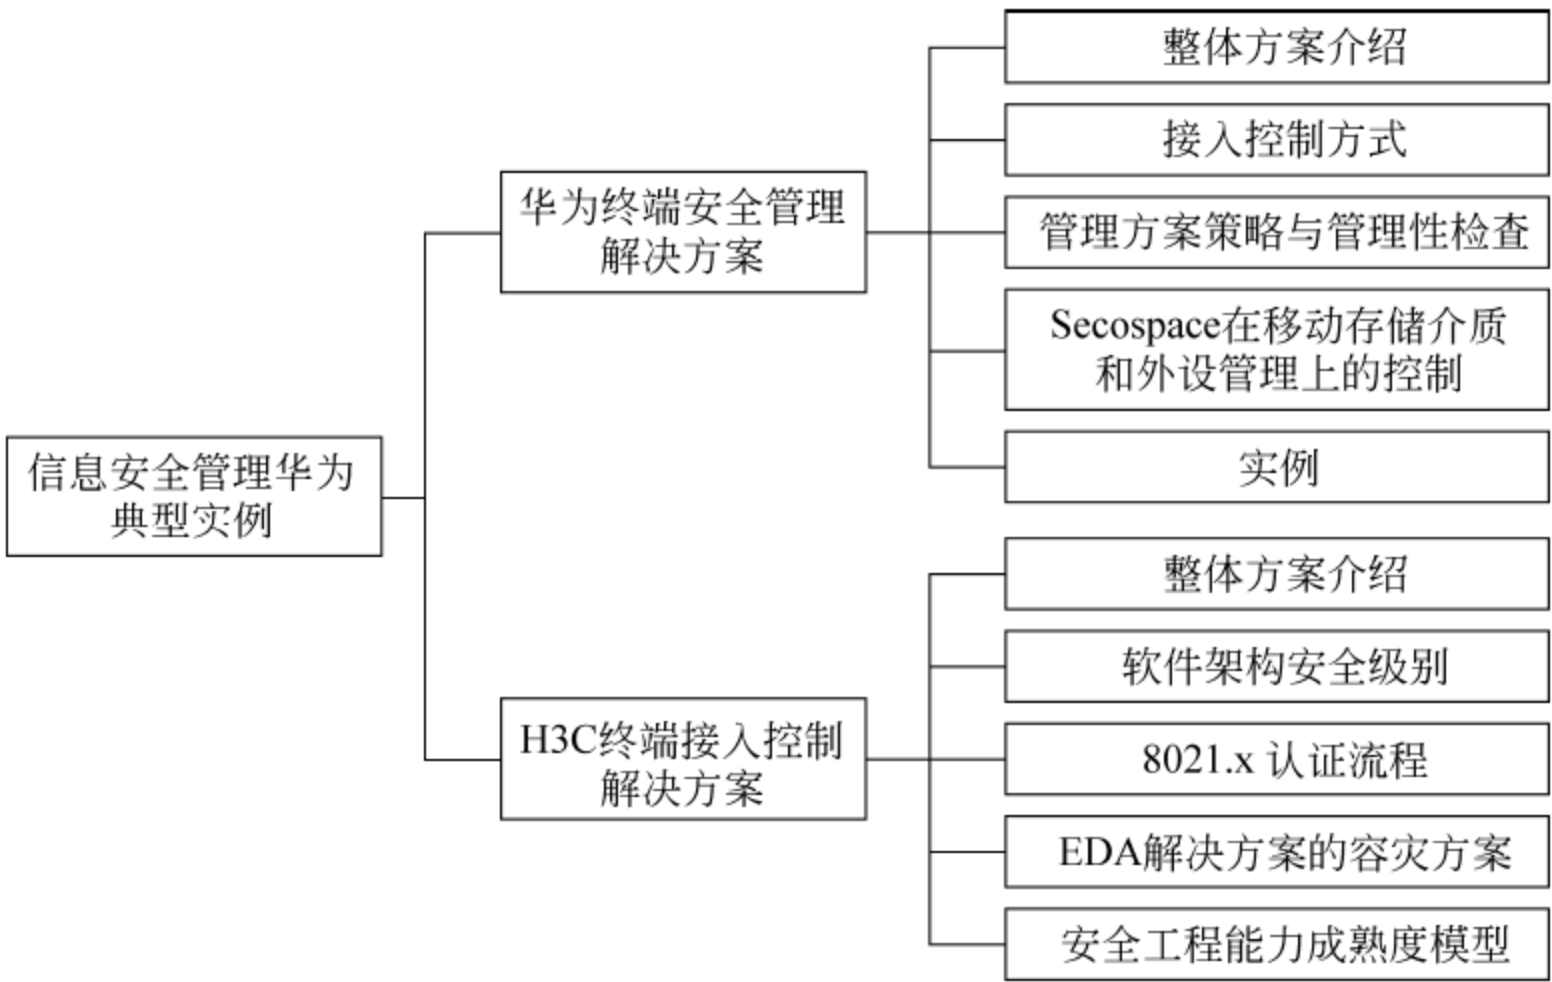 信息安全管理华为
典型实例
华为终端安全管理
解决方案
整体方案介绍
接入控制方式
管理方案策略与管理性检查
Secospace在移动存储介质
和外设管理上的控制
实例
H3C终端接入控制
解决方案
整体方案介绍
软件架构安全级别
8021.x 认证流程
EDA解决方案的容灾方案
安全工程能力成熟度模型